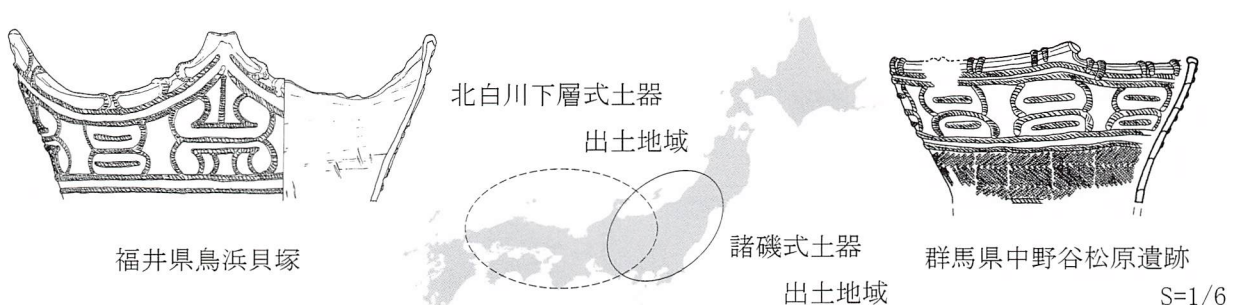 北白川下層式土器
出土地域
福井県鳥浜貝塚
諸磯式土器
出土地域
群馬県中野谷松原遺跡
S=1/6